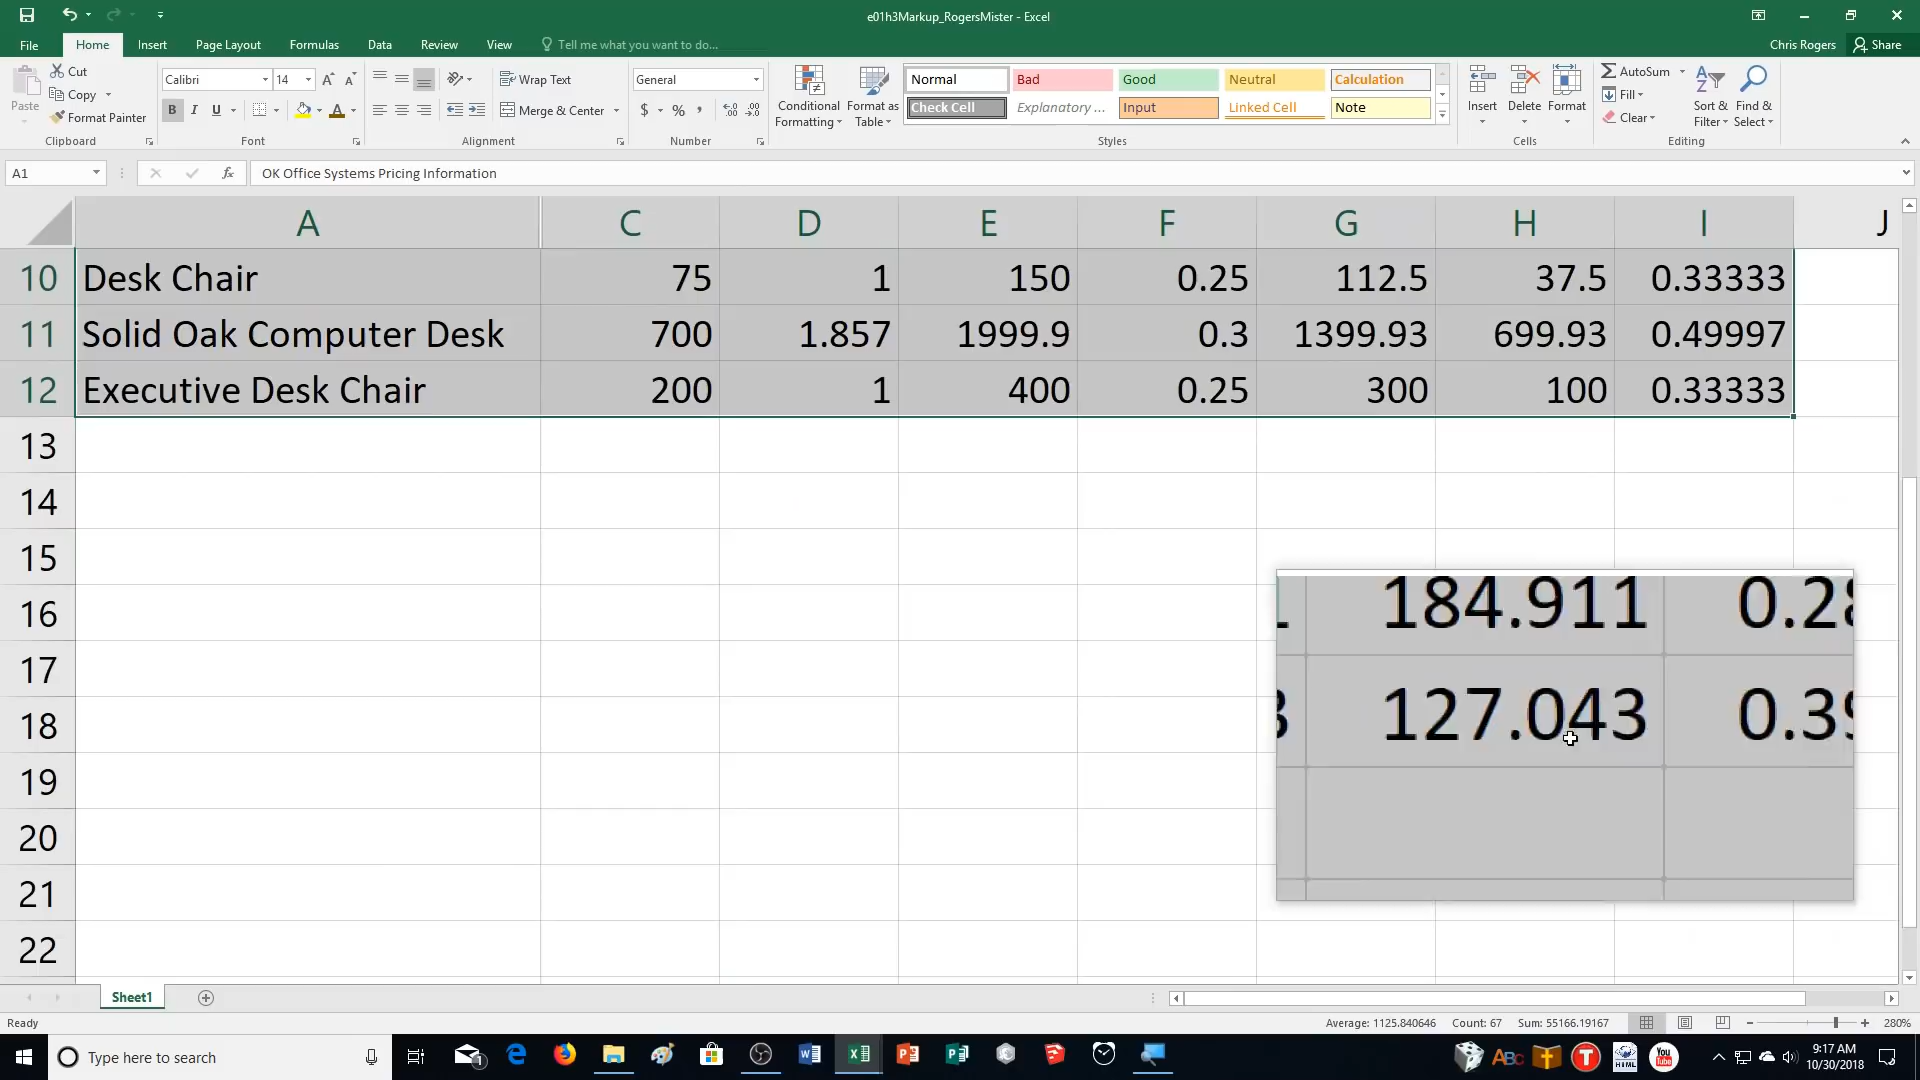 e01h3Markup_RogersMister - Excel
File Home Insert Page Layout Formulas Data Review View Tell me what you want to do... Chris Rogers Share
Paste Cut Copy Format Painter Clipboard
Calibri 14 B I U Font
Wrap Text Merge & Center Alignment
General $ % , Number
Conditional Formatting Format as Table
Normal Bad Good Neutral Calculation
Check Cell Explanatory ... Input Linked Cell Note
Styles
Insert Delete Format Cells
AutoSum Fill Clear Sort & Filter Find & Select Editing
A1 fx OK Office Systems Pricing Information
A C D E F G H I J
10 Desk Chair 75 1 150 0.25 112.5 37.5 0.33333
11 Solid Oak Computer Desk 700 1.857 1999.9 0.3 1399.93 699.93 0.49997
12 Executive Desk Chair 200 1 400 0.25 300 100 0.33333
13
14
15
16
17
18
19
20
21
22
184.911 0.28
127.043 0.39
Sheet1
Ready Average: 1125.840646 Count: 67 Sum: 55166.19167 280%
Type here to search
9:17 AM
10/30/2018